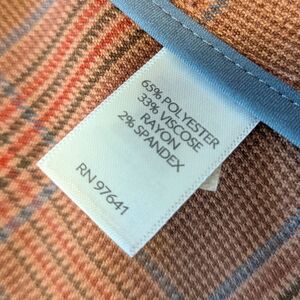 65% POLYESTER
33% VISCOSE
RAYON
2% SPANDEX
RN 97641